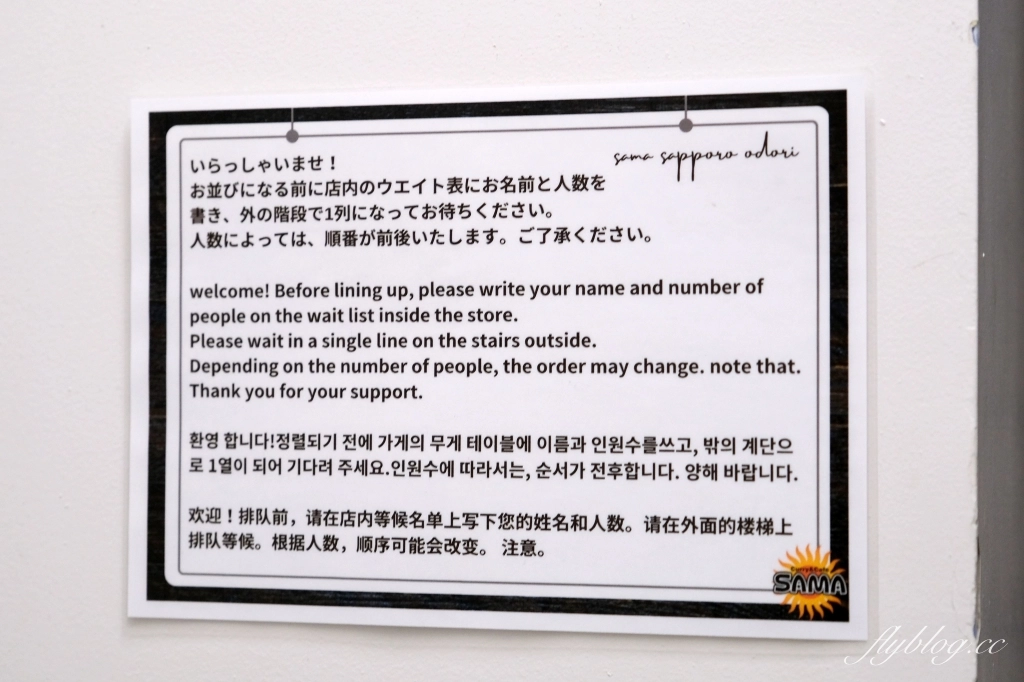 sama sapporo odori
いらっしゃいませ！
お並びになる前に店内のウエイト表にお名前と人数を
書き、外の階段で1列になってお待ちください。
人数によっては、順番が前後いたします。ご了承ください。
welcome! Before lining up, please write your name and number of
people on the wait list inside the store.
Please wait in a single line on the stairs outside.
Depending on the number of people, the order may change. note that.
Thank you for your support.
환영 합니다!정렬되기 전에 가게의 무게 테이블에 이름과 인원수를쓰고, 밖의 계단으
로 1열이 되어 기다려 주세요.인원수에 따라서는, 순서가 전후합니다. 양해 바랍니다.
欢迎！排队前，请在店内等候名单上写下您的姓名和人数。请在外面的楼梯上
排队等候。根据人数，顺序可能会改变。 注意。
SAMA
flyblog.cc